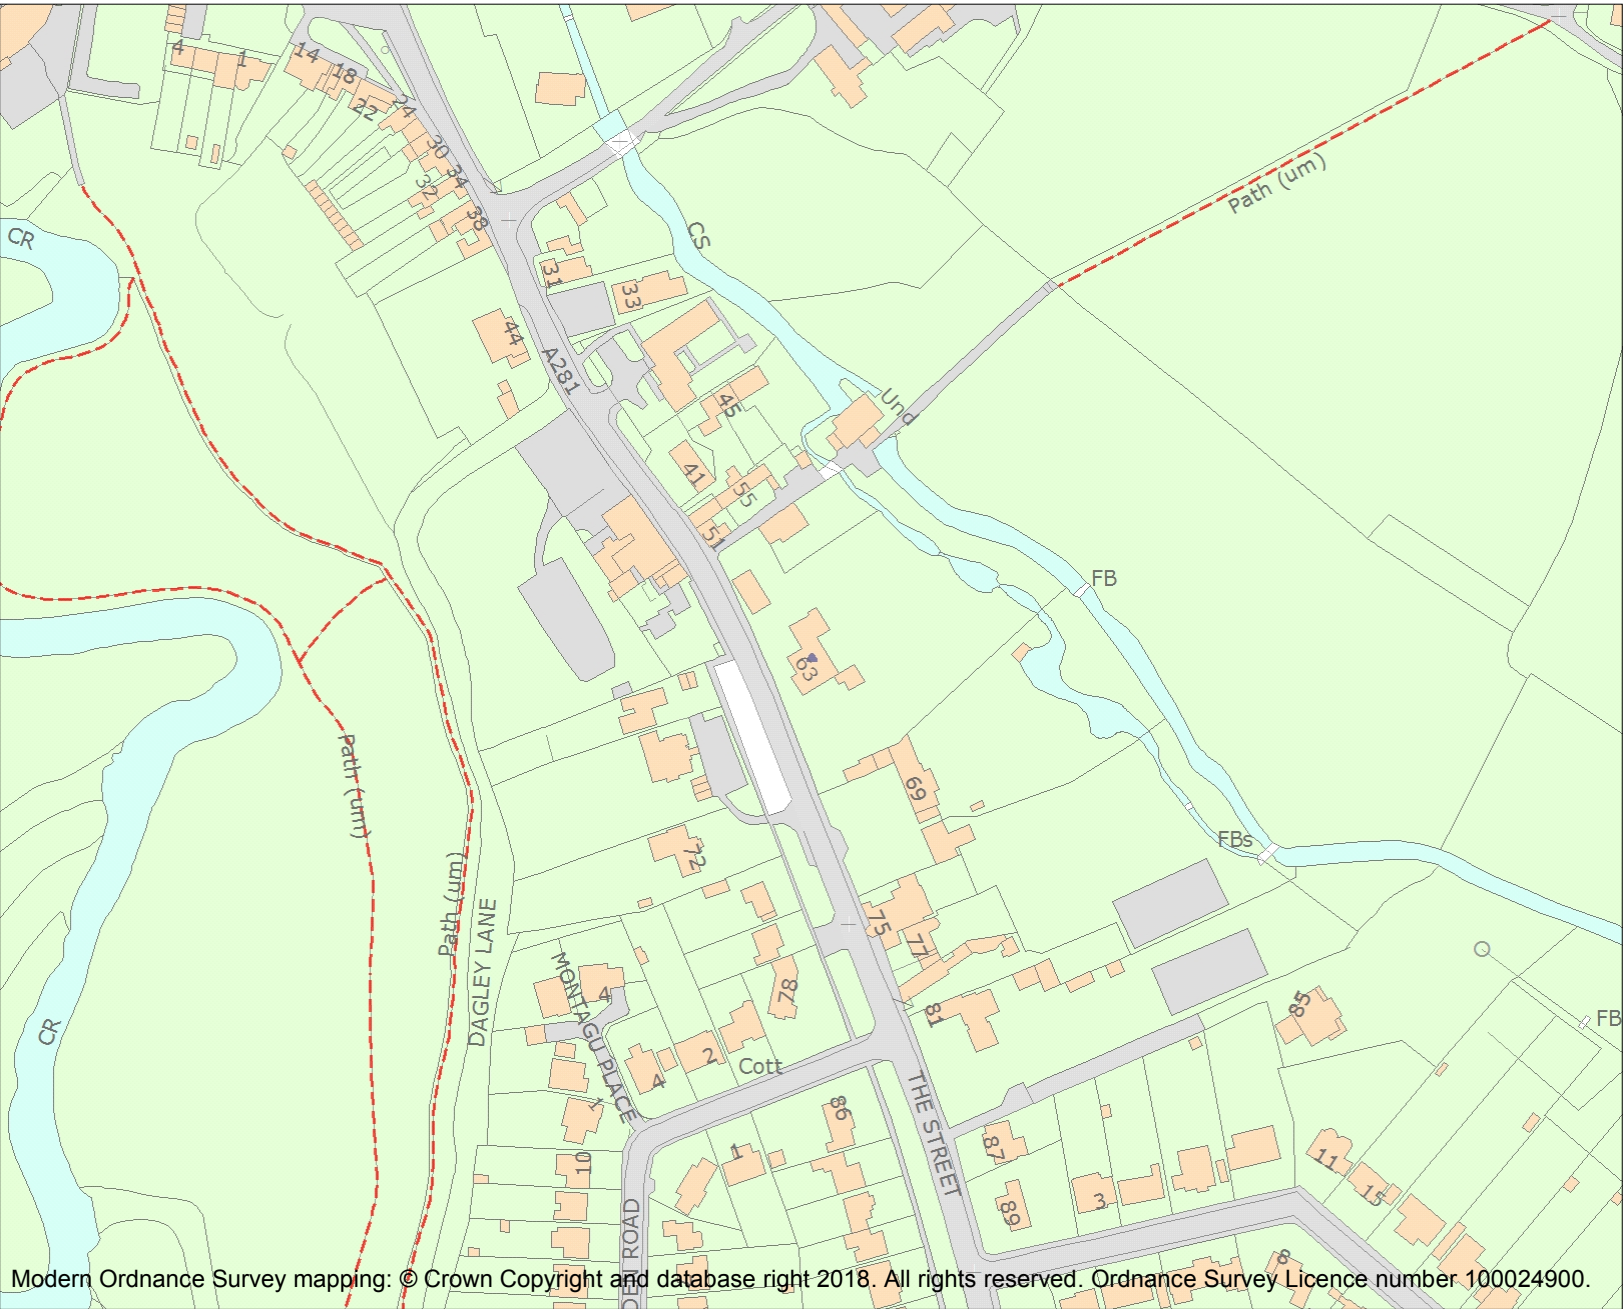 4
1
14
18
22
24
30
34
32
38
CR
CS
Path (um)
31
33
44
A281
45
Und
41
55
51
FB
63
Path (um)
69
FBs
72
Path (um)
DAGLEY LANE
75
77
78
MONTAGU PLACE
4
81
85
FB
CR
2
Cott
4
1
86
THE STREET
87
1
10
11
15
3
89
DEN ROAD
8
Modern Ordnance Survey mapping: © Crown Copyright and database right 2018. All rights reserved. Ordnance Survey Licence number 100024900.